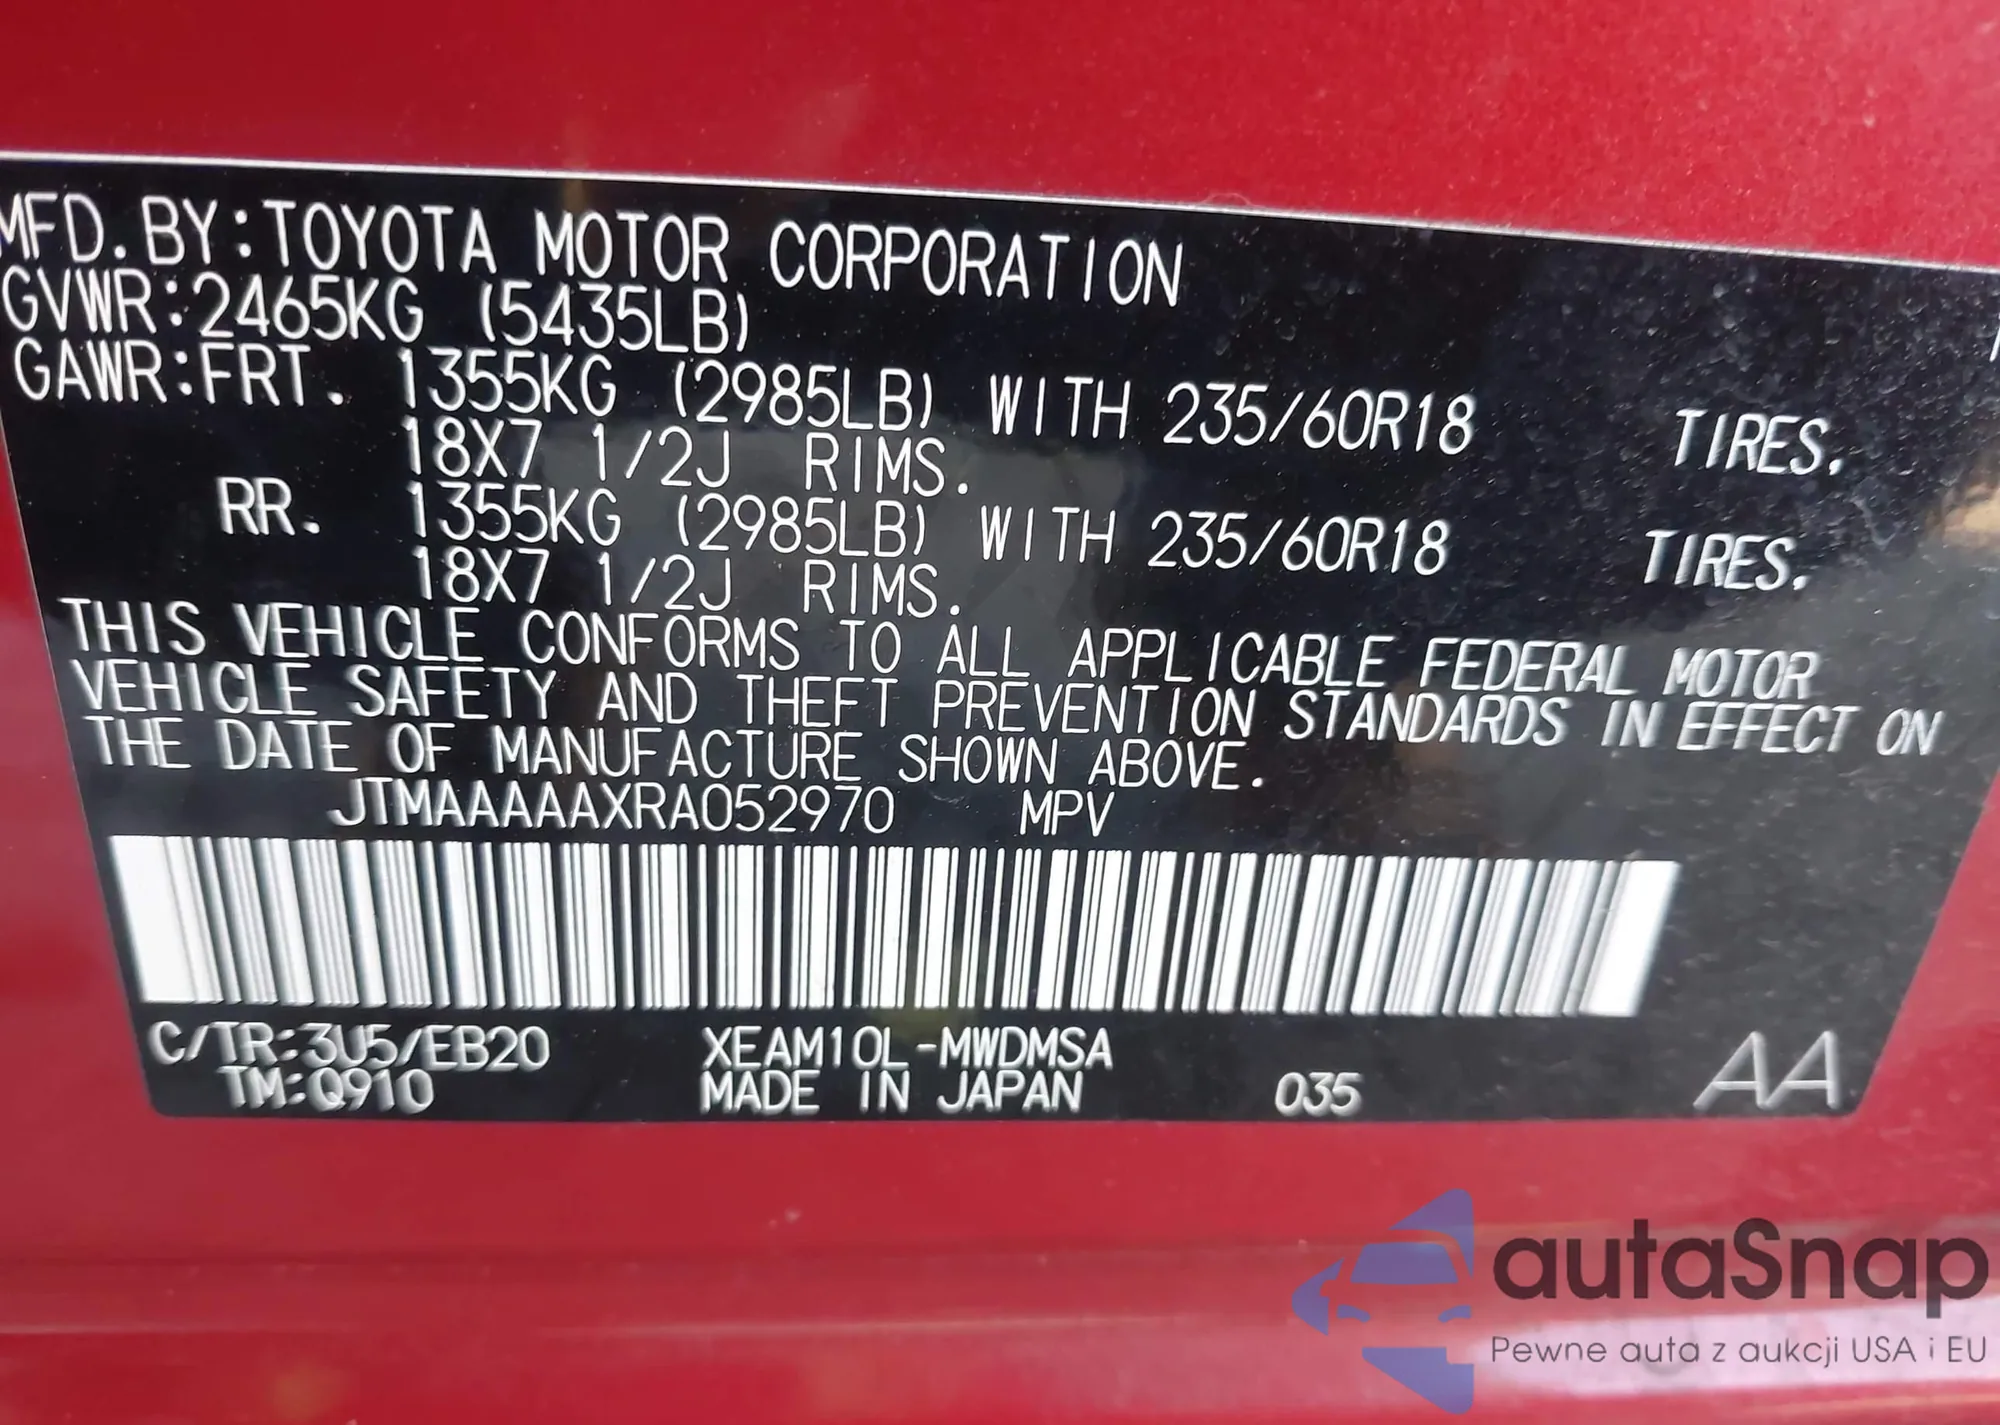 MFD. BY:TOYOTA MOTOR CORPORATION
GVWR:2465KG (5435LB)
GAWR:FRT. 1355KG (2985LB) WITH 235/60R18 TIRES.
18X7 1/2J RIMS.
RR. 1355KG (2985LB) WITH 235/60R18 TIRES.
18X7 1/2J RIMS.
THIS VEHICLE CONFORMS TO ALL APPLICABLE FEDERAL MOTOR
VEHICLE SAFETY AND THEFT PREVENTION STANDARDS IN EFFECT ON
THE DATE OF MANUFACTURE SHOWN ABOVE.
JTMAAAAAXRA052970 MPV
C/TR:3U5/EB20 XEAM10L-MWDMSA AA
TM:Q910 MADE IN JAPAN 035
autaSnap
Pewne auta z aukcji USA i EU